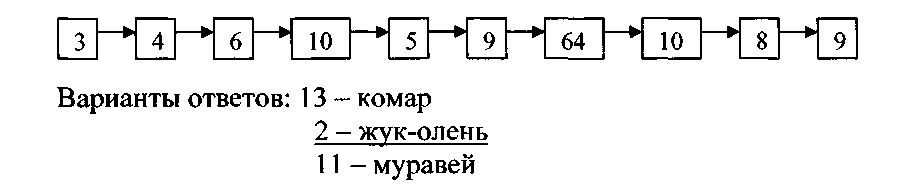 3 4 6 10 5 9 64 10 8 9
Варианты ответов: 13 – комар
2 – жук-олень
11 – муравей